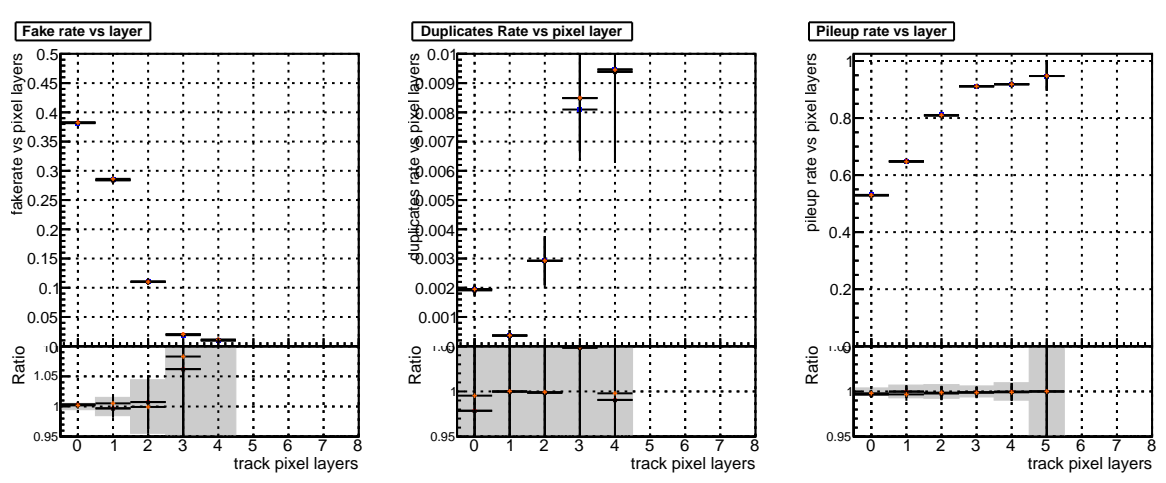 Fake rate vs layer
fakerate vs pixel layers
0.5
0.45
0.4
0.35
0.3
0.25
0.2
0.15
0.1
0.05
0
Ratio
1.05
1
0.95
0 1 2 3 4 5 6 7 8
track pixel layers
Duplicates Rate vs pixel layer
duplicates rate vs pixel layers
0.01
0.009
0.008
0.007
0.006
0.005
0.004
0.003
0.002
0.001
0
Ratio
1
0.95
0 1 2 3 4 5 6 7 8
track pixel layers
Pileup rate vs layer
pileup rate vs pixel layers
1
0.8
0.6
0.4
0.2
0
Ratio
1
0.95
0 1 2 3 4 5 6 7 8
track pixel layers